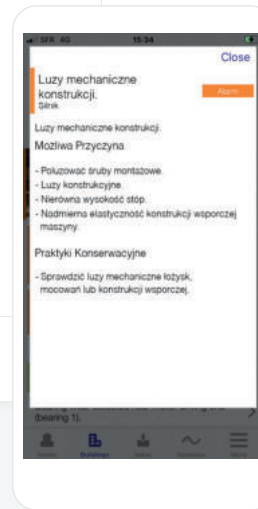 SFR 4G 15:34
Close
Luzy mechaniczne
konstrukcji.
Silnik
Alarm
Luzy mechaniczne konstrukcji.
Możliwa Przyczyna
- Poluzować śruby montażowe.
- Luzy konstrukcyjne.
- Nierówna wysokość stóp.
- Nadmierna elastyczność konstrukcji wsporczej
maszyny.
Praktyki Konserwacyjne
- Sprawdzić luzy mechaniczne łożysk,
mocowań lub konstrukcji wsporczej.
(bearing 1).
Buildings